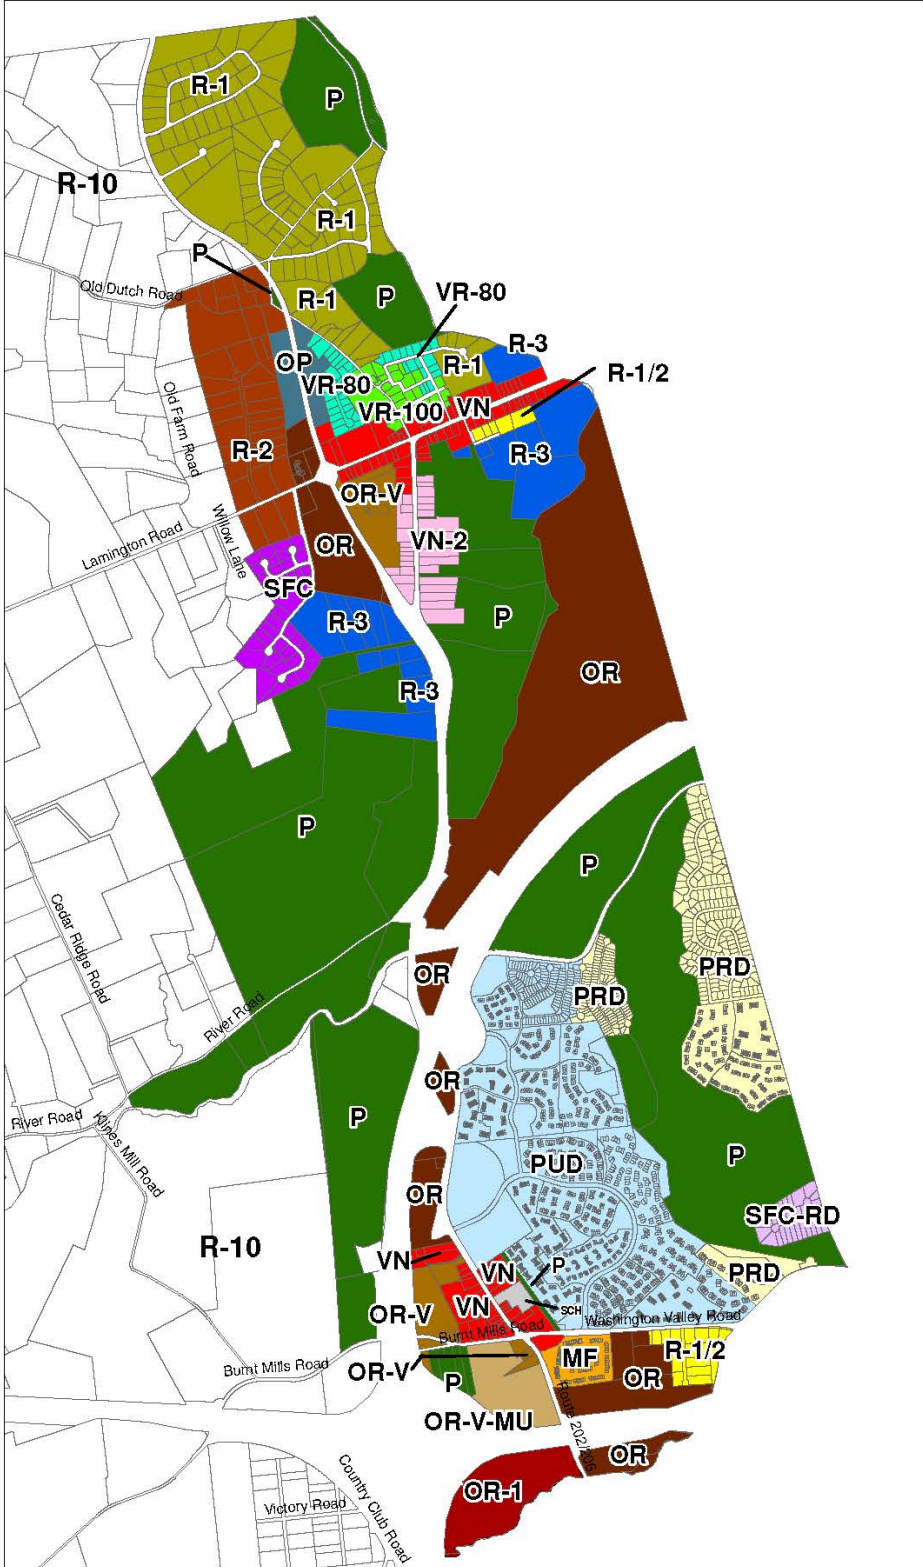 R-1
P
R-10
R-1
P
Old Dutch Road
R-1
P
VR-80
R-3
OP
R-1
R-1/2
VR-80
Old Farm Road
VR-100
VN
R-2
R-3
OR-V
Willow Lane
Lamington Road
OR
VN-2
SFC
R-3
P
OR
R-3
P
P
Cedar Ridge Road
OR
PRD
PRD
River Road
OR
River Road
Klines Mill Road
P
P
PUD
OR
SFC-RD
R-10
VN
VN
P
PRD
VN
SCH
OR-V
Washington Valley Road
Burnt Mills Road
R-1/2
MF
Burnt Mills Road
OR-V
P
OR
OR-V-MU
Route 202/206
OR
Country Club Road
OR-1
Victory Road